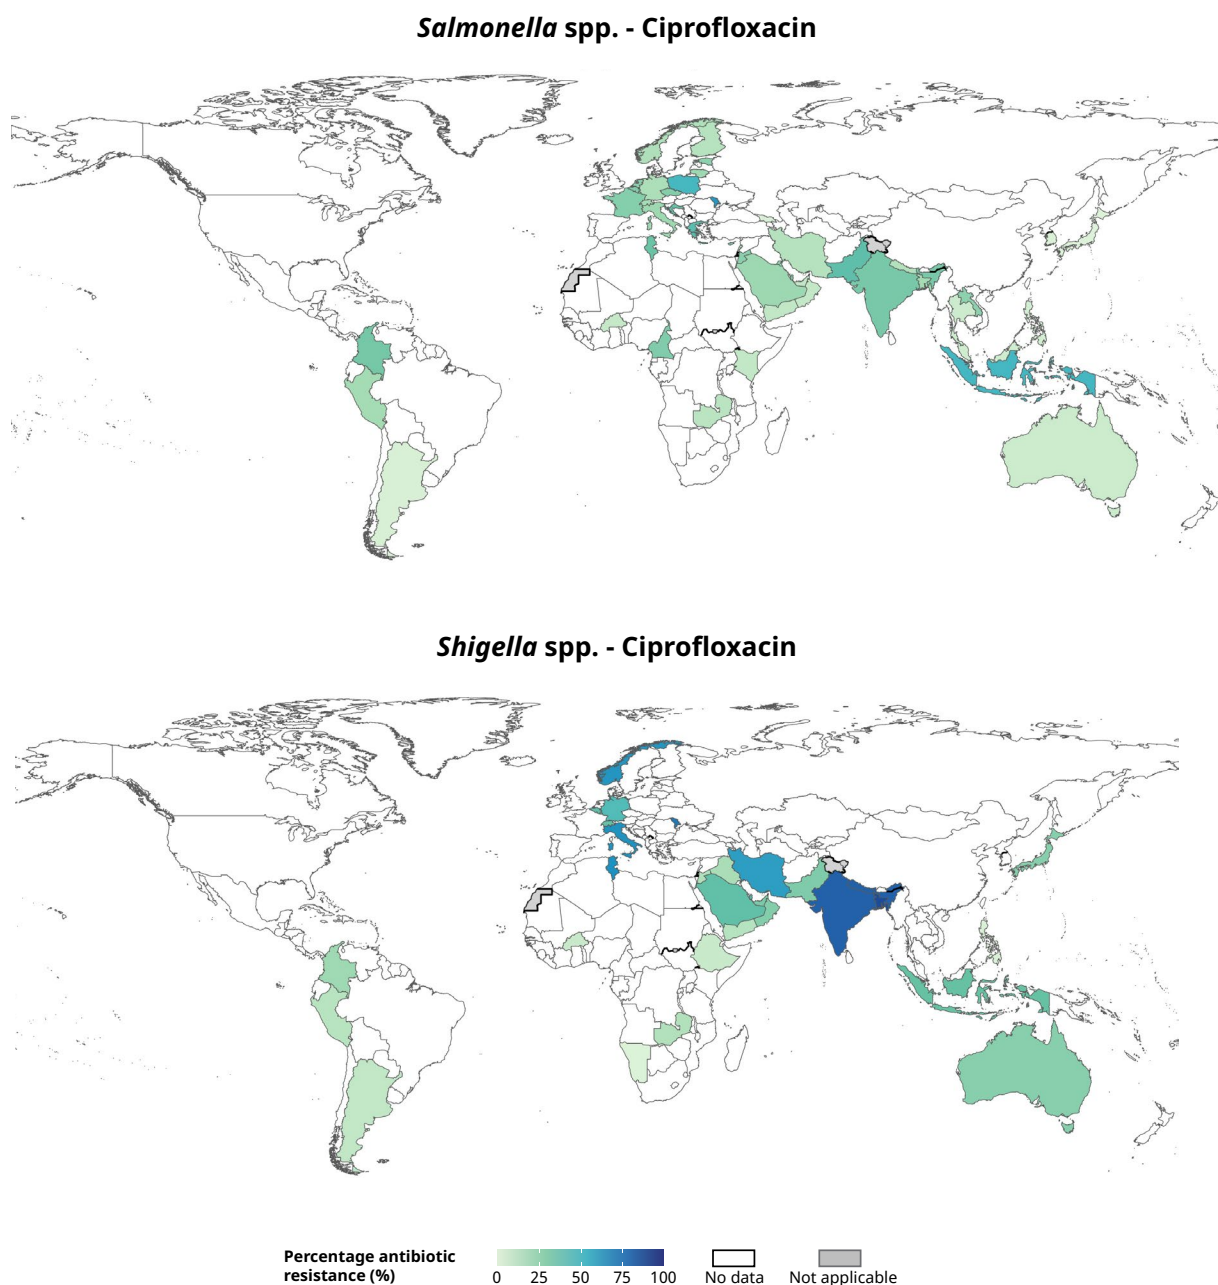 Salmonella spp. - Ciprofloxacin
Shigella spp. - Ciprofloxacin
Percentage antibiotic
resistance (%)
0 25 50 75 100
No data
Not applicable